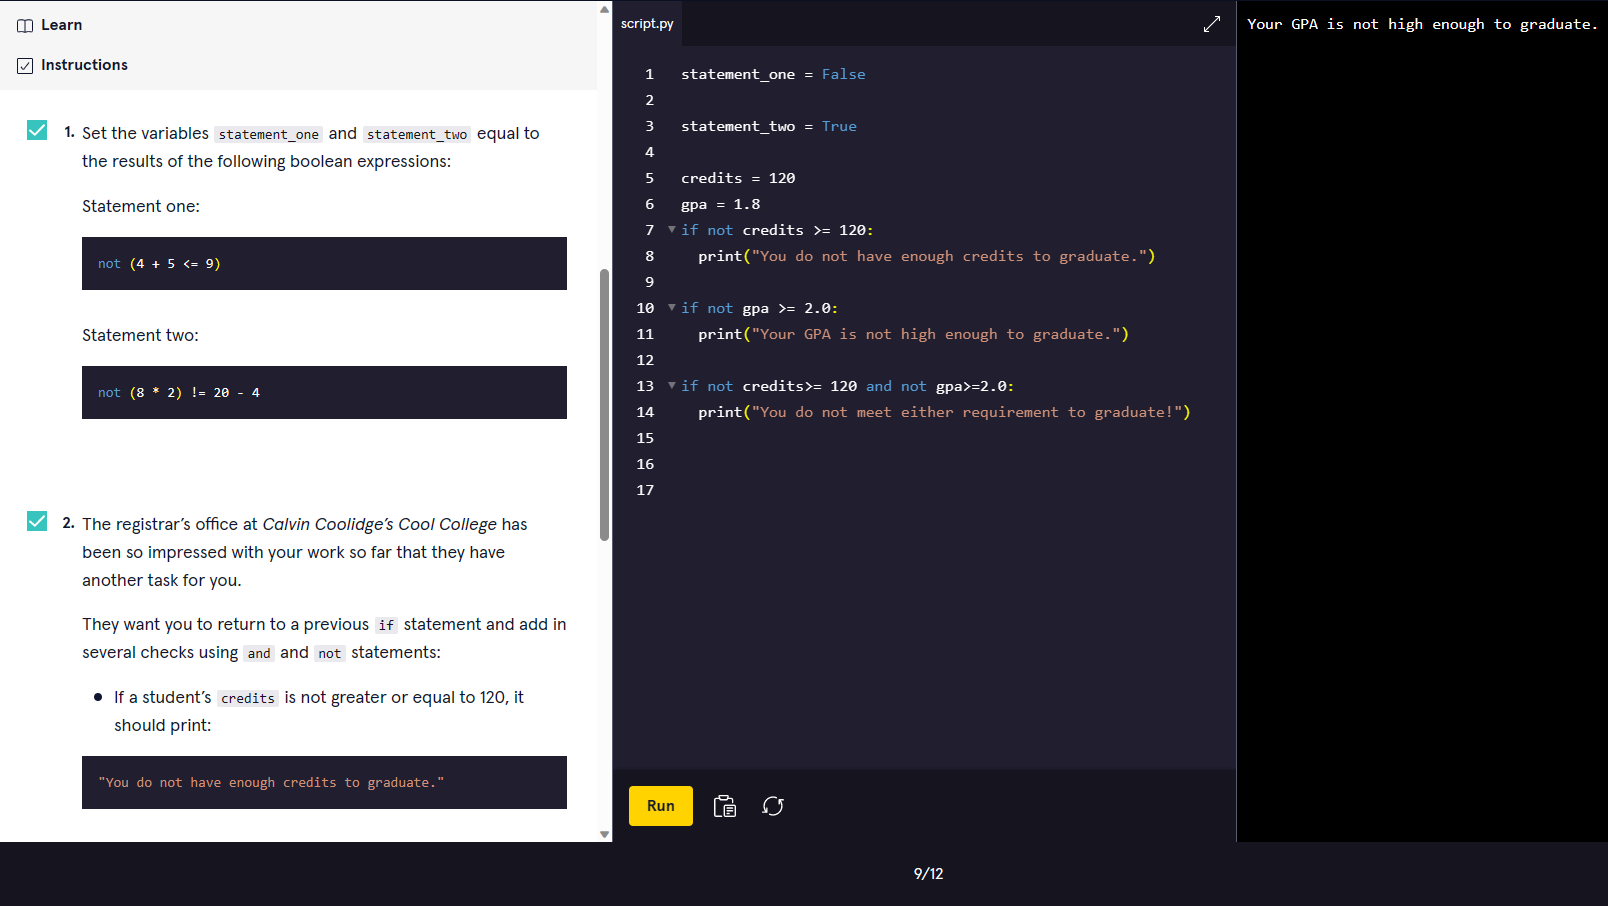 Learn
Instructions
1. Set the variables statement_one and statement_two equal to
the results of the following boolean expressions:
Statement one:
not (4 + 5 <= 9)
Statement two:
not (8 * 2) != 20 - 4
2. The registrar’s office at Calvin Coolidge’s Cool College has
been so impressed with your work so far that they have
another task for you.
They want you to return to a previous if statement and add in
several checks using and and not statements:
• If a student’s credits is not greater or equal to 120, it
should print:
"You do not have enough credits to graduate."
script.py
1 statement_one = False
2
3 statement_two = True
4
5 credits = 120
6 gpa = 1.8
7 if not credits >= 120:
8 print("You do not have enough credits to graduate.")
9
10 if not gpa >= 2.0:
11 print("Your GPA is not high enough to graduate.")
12
13 if not credits>= 120 and not gpa>=2.0:
14 print("You do not meet either requirement to graduate!")
15
16
17
Run
Your GPA is not high enough to graduate.
9/12